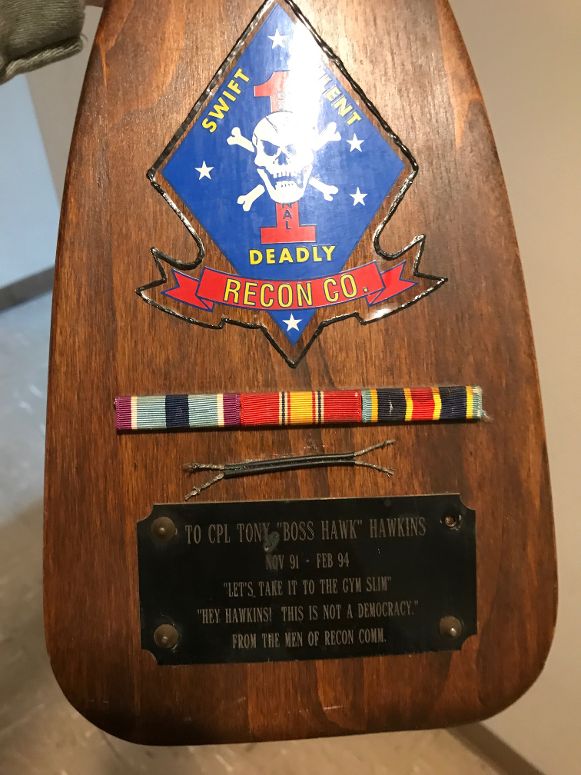 SWIFT
DEADLY
RECON CO.
TO CPL TONY "BOSS HAWK" HAWKINS
NOV 91 - FEB 94
"LET'S TAKE IT TO THE GYM SLIM"
"HEY HAWKINS! THIS IS NOT A DEMOCRACY."
FROM THE MEN OF RECON COMM.